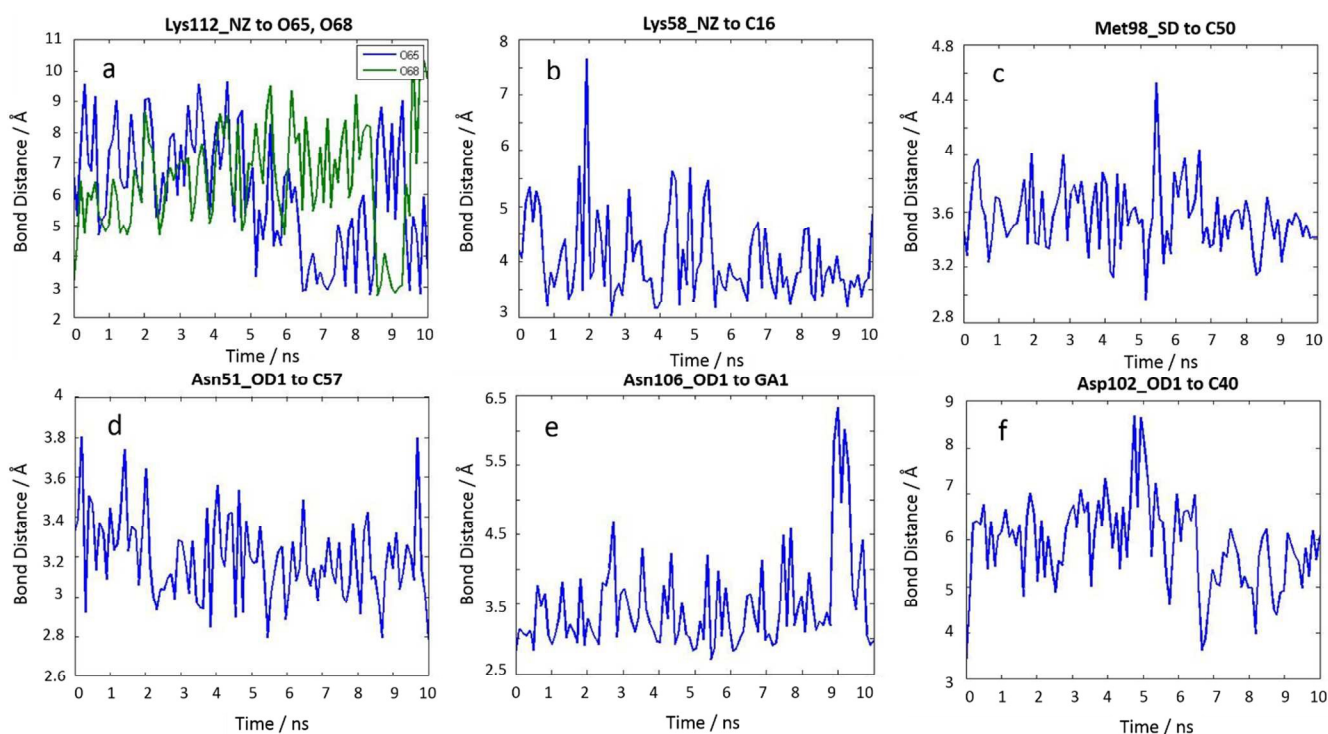 Lys112_NZ to O65, O68
a
O65
O68
Bond Distance / Å
11
10
9
8
7
6
5
4
3
2
0 1 2 3 4 5 6 7 8 9 10
Time / ns
Lys58_NZ to C16
b
Bond Distance / Å
8
7
6
5
4
3
0 1 2 3 4 5 6 7 8 9 10
Time / ns
Met98_SD to C50
c
Bond Distance / Å
4.8
4.4
4
3.6
3.2
2.8
0 1 2 3 4 5 6 7 8 9 10
Time / ns
Asn51_OD1 to C57
d
Bond Distance / Å
4
3.8
3.6
3.4
3.2
3
2.8
2.6
0 1 2 3 4 5 6 7 8 9 10
Time / ns
Asn106_OD1 to GA1
e
Bond Distance / Å
6.5
5.5
4.5
3.5
2.5
0 1 2 3 4 5 6 7 8 9 10
Time / ns
Asp102_OD1 to C40
f
Bond Distance / Å
9
8
7
6
5
4
3
0 1 2 3 4 5 6 7 8 9 10
Time / ns